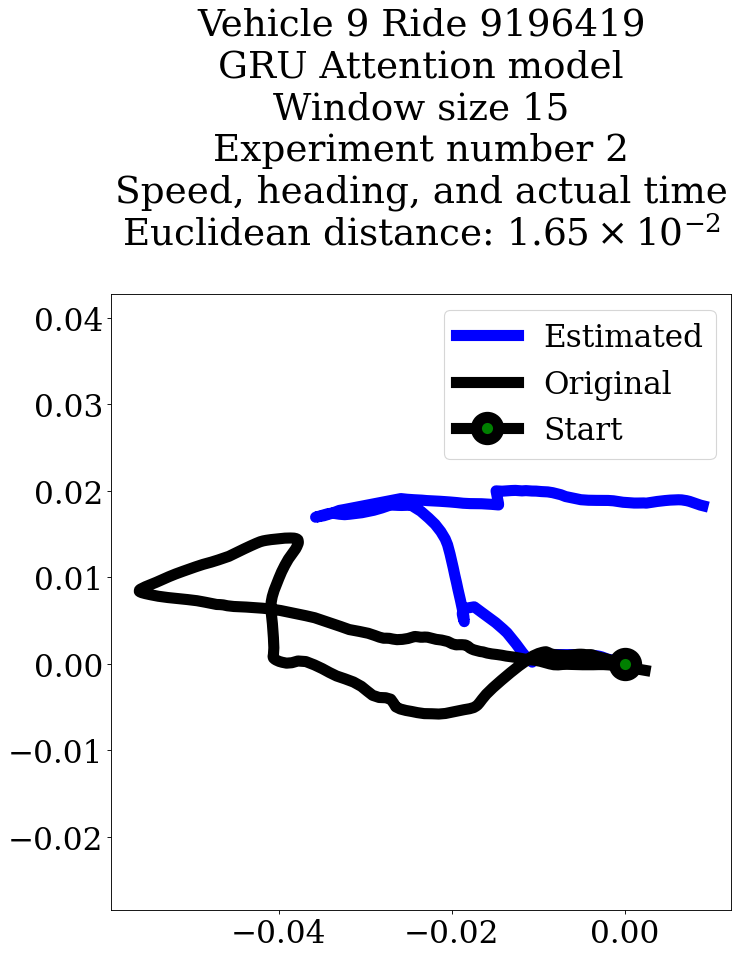 Vehicle 9 Ride 9196419
GRU Attention model
Window size 15
Experiment number 2
Speed, heading, and actual time
Euclidean distance: 1.65 × 10⁻²
Estimated
Original
Start
0.04
0.03
0.02
0.01
0.00
−0.01
−0.02
−0.04 −0.02 0.00